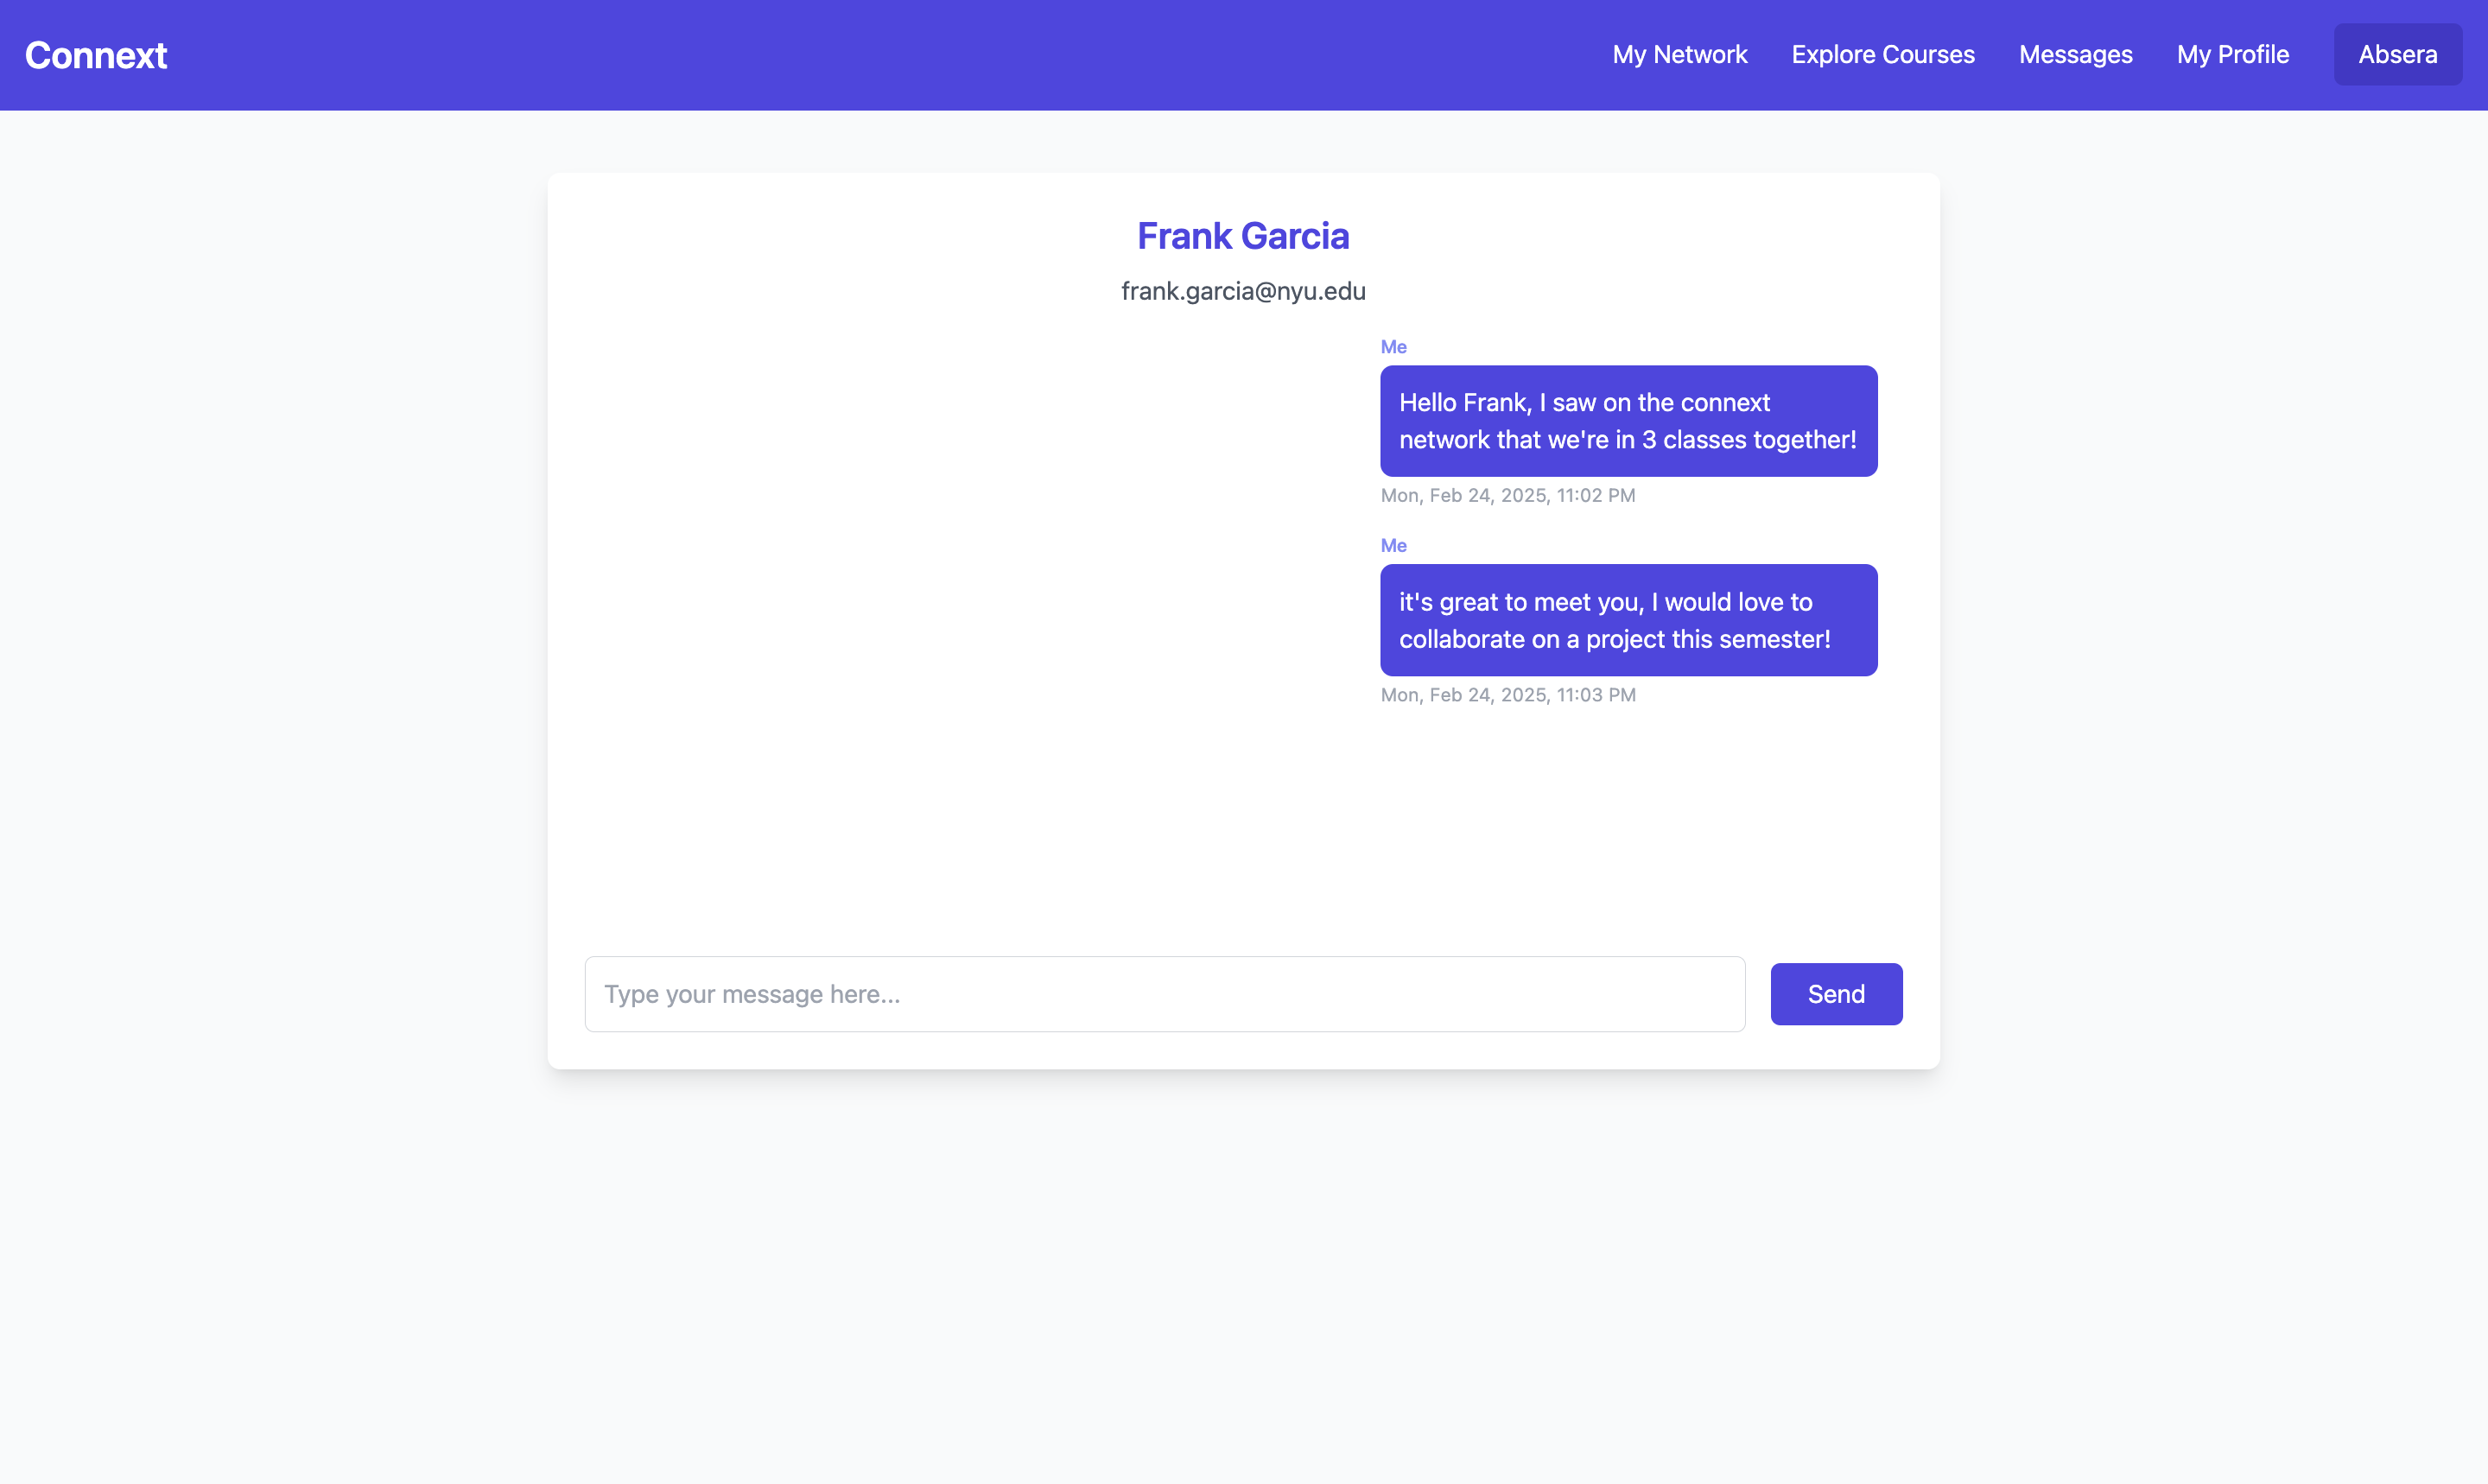 Connext
My Network
Explore Courses
Messages
My Profile
Absera
Frank Garcia
frank.garcia@nyu.edu
Me
Hello Frank, I saw on the connext
network that we're in 3 classes together!
Mon, Feb 24, 2025, 11:02 PM
Me
it's great to meet you, I would love to
collaborate on a project this semester!
Mon, Feb 24, 2025, 11:03 PM
Type your message here...
Send